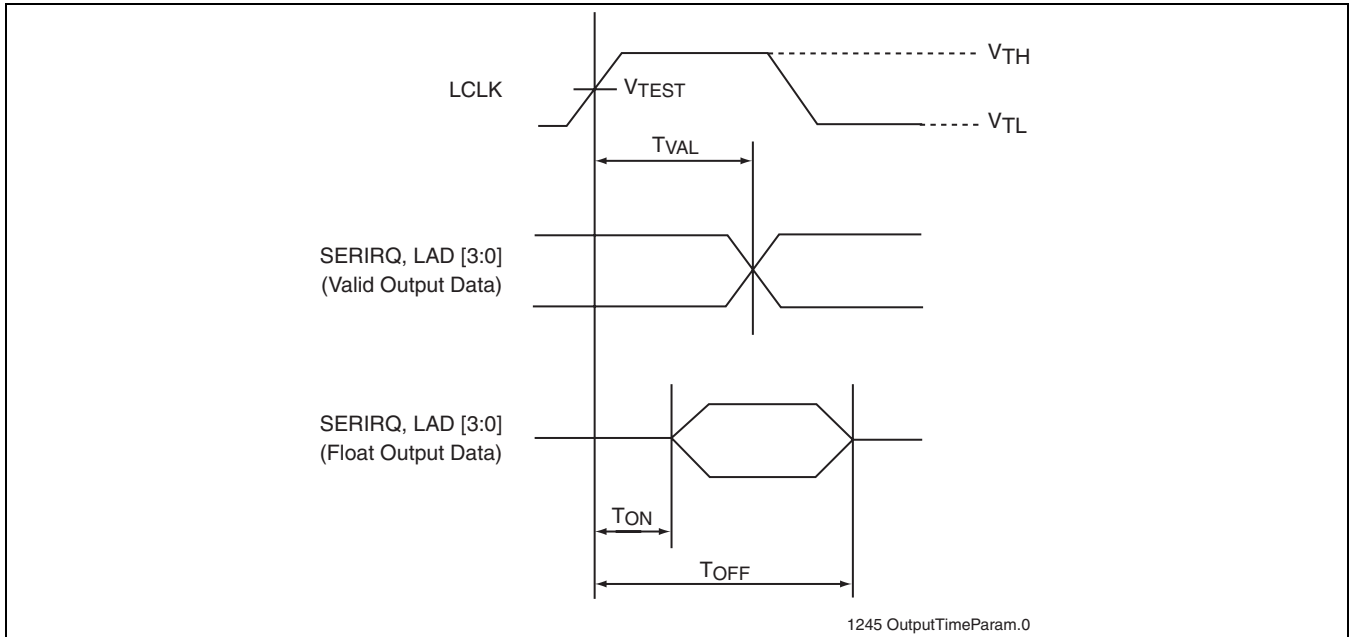 VTH
LCLK
VTEST
VTL
TVAL
SERIRQ, LAD [3:0]
(Valid Output Data)
SERIRQ, LAD [3:0]
(Float Output Data)
TON
TOFF
1245 OutputTimeParam.0